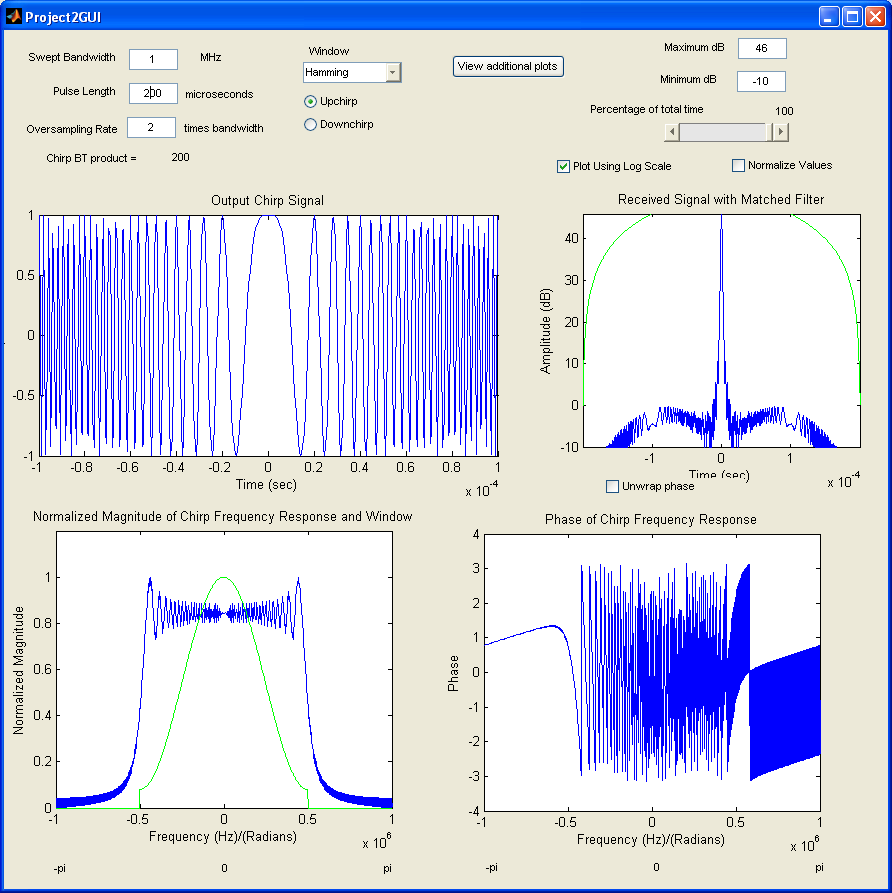 Project2GUI
Swept Bandwidth 1 MHz
Pulse Length 200 microseconds
Oversampling Rate 2 times bandwidth
Chirp BT product = 200
Window
Hamming
Upchirp
Downchirp
View additional plots
Maximum dB 46
Minimum dB -10
Percentage of total time 100
Plot Using Log Scale Normalize Values
Output Chirp Signal
1
0.5
0
-0.5
-1
-1 -0.8 -0.6 -0.4 -0.2 0 0.2 0.4 0.6 0.8 1
Time (sec)
x 10^-4
Received Signal with Matched Filter
Amplitude (dB)
40
30
20
10
0
-10
-1 0 1
Time (sec)
x 10^-4
Unwrap phase
Normalized Magnitude of Chirp Frequency Response and Window
Normalized Magnitude
1
0.8
0.6
0.4
0.2
0
-1 -0.5 0 0.5 1
Frequency (Hz)/(Radians)
x 10^6
-pi 0 pi
Phase of Chirp Frequency Response
Phase
4
3
2
1
0
-1
-2
-3
-4
-1 -0.5 0 0.5 1
Frequency (Hz)/(Radians)
x 10^6
-pi 0 pi